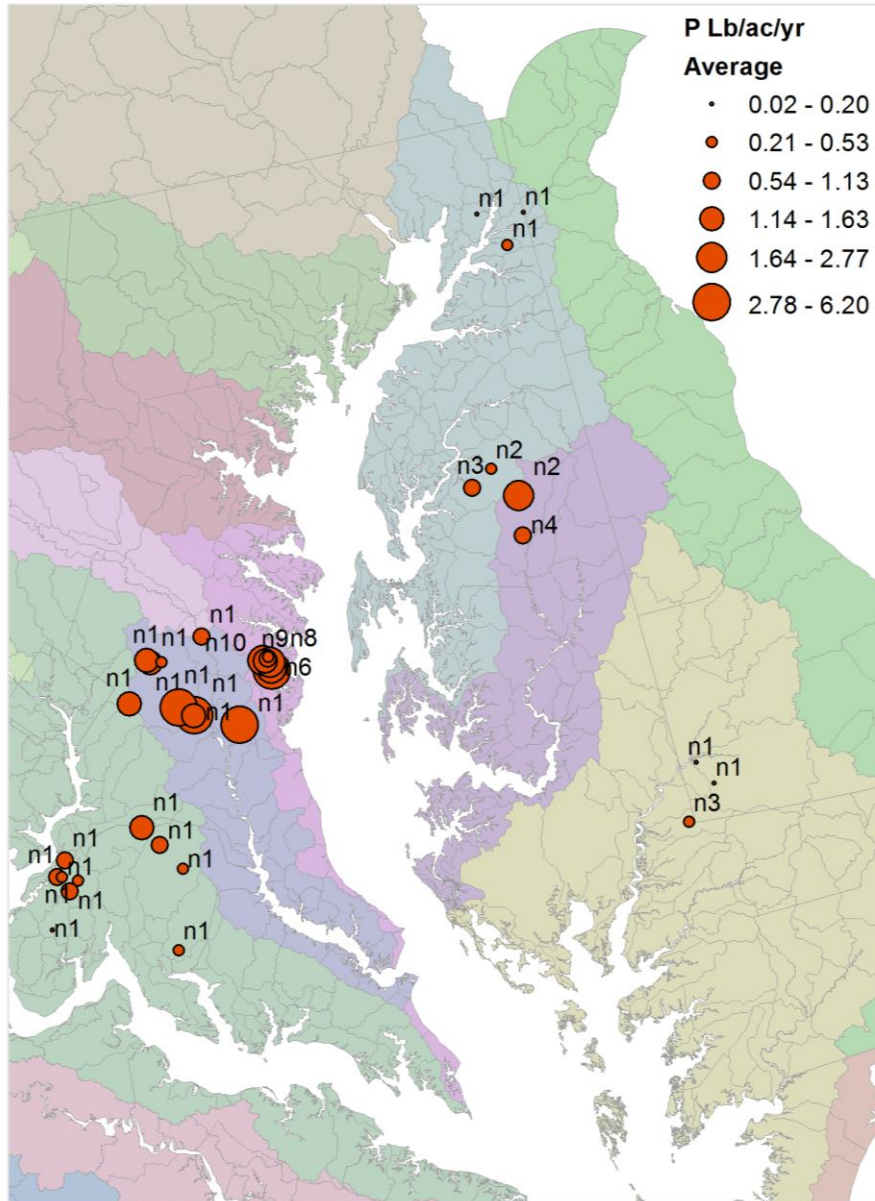 P Lb/ac/yr
Average
0.02 - 0.20
0.21 - 0.53
0.54 - 1.13
1.14 - 1.63
1.64 - 2.77
2.78 - 6.20
n1 n1
n1
n2
n3 n2
n4
n1
n10 n9 n8
n1 n1
n6
n1 n1 n1 n1
n1
n1
n1
n1
n3
n1
n1
n1
n1
n1 n1
n1 n1
n1
n1